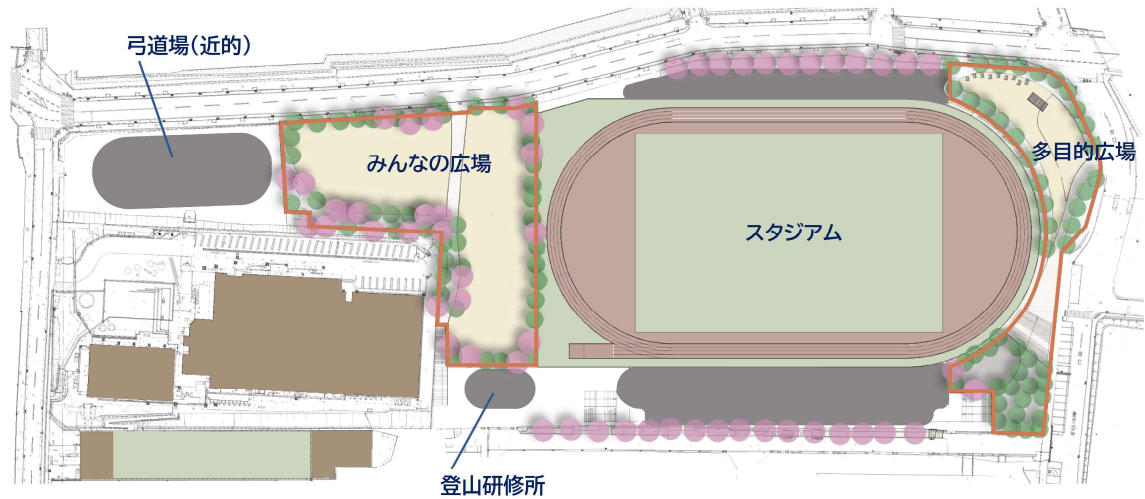 弓道場(近的)
みんなの広場
多目的広場
スタジアム
登山研修所